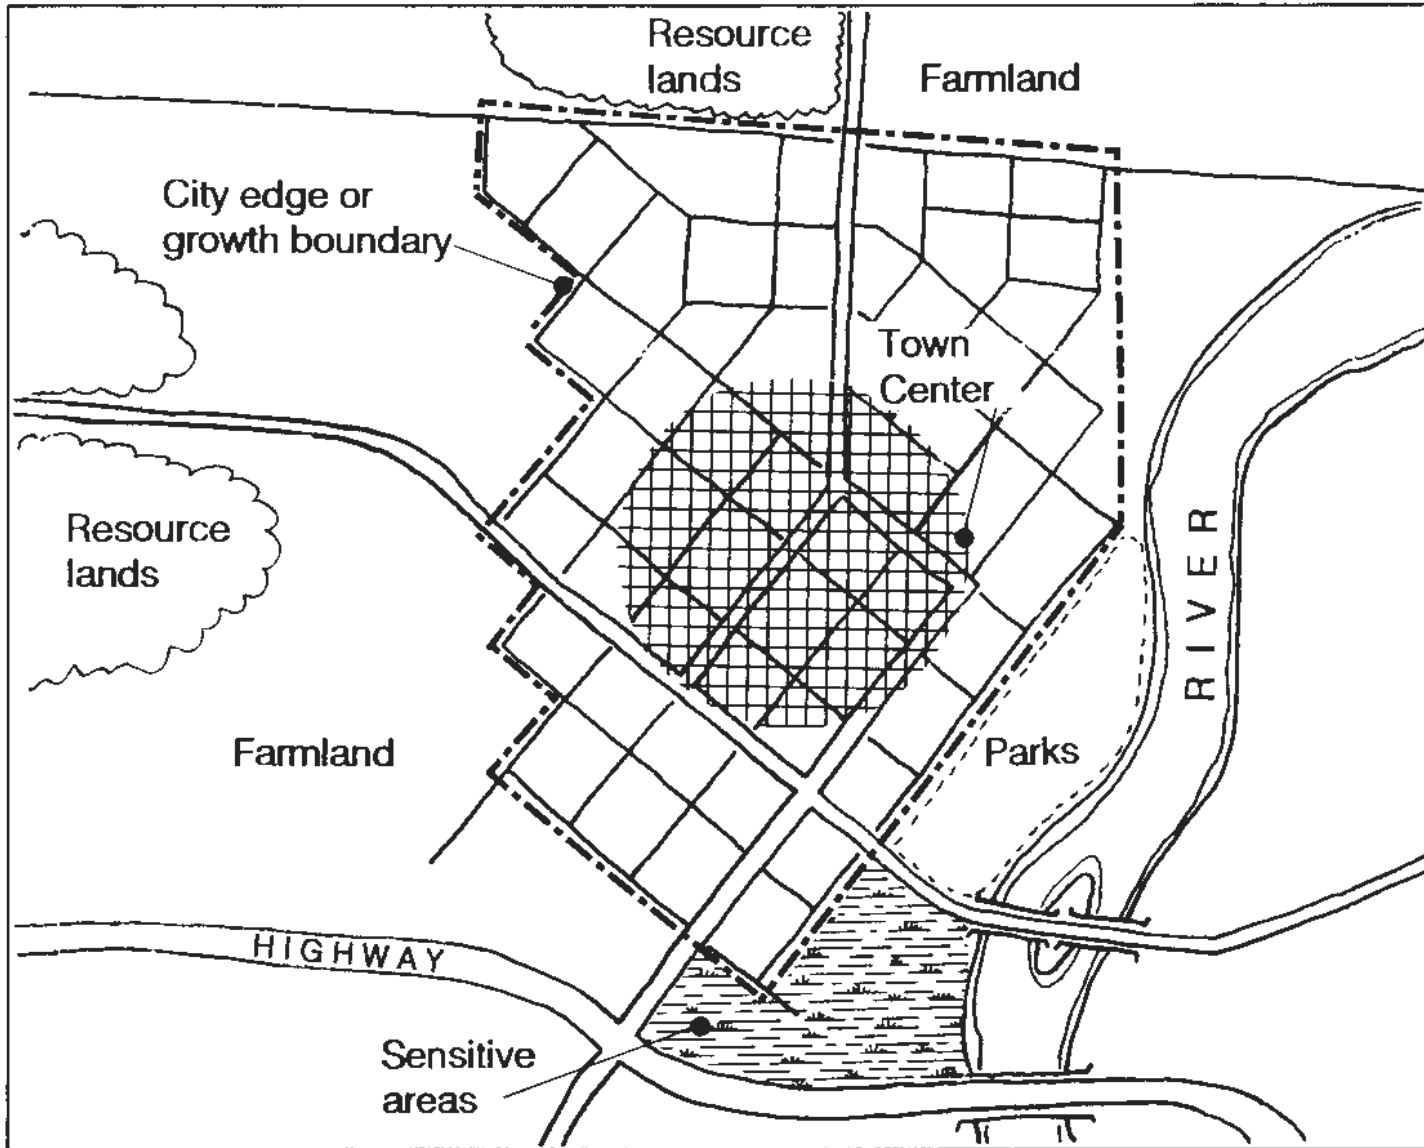 Resource
lands
Farmland
City edge or
growth boundary
Town
Center
Resource
lands
RIVER
Farmland
Parks
HIGHWAY
Sensitive
areas